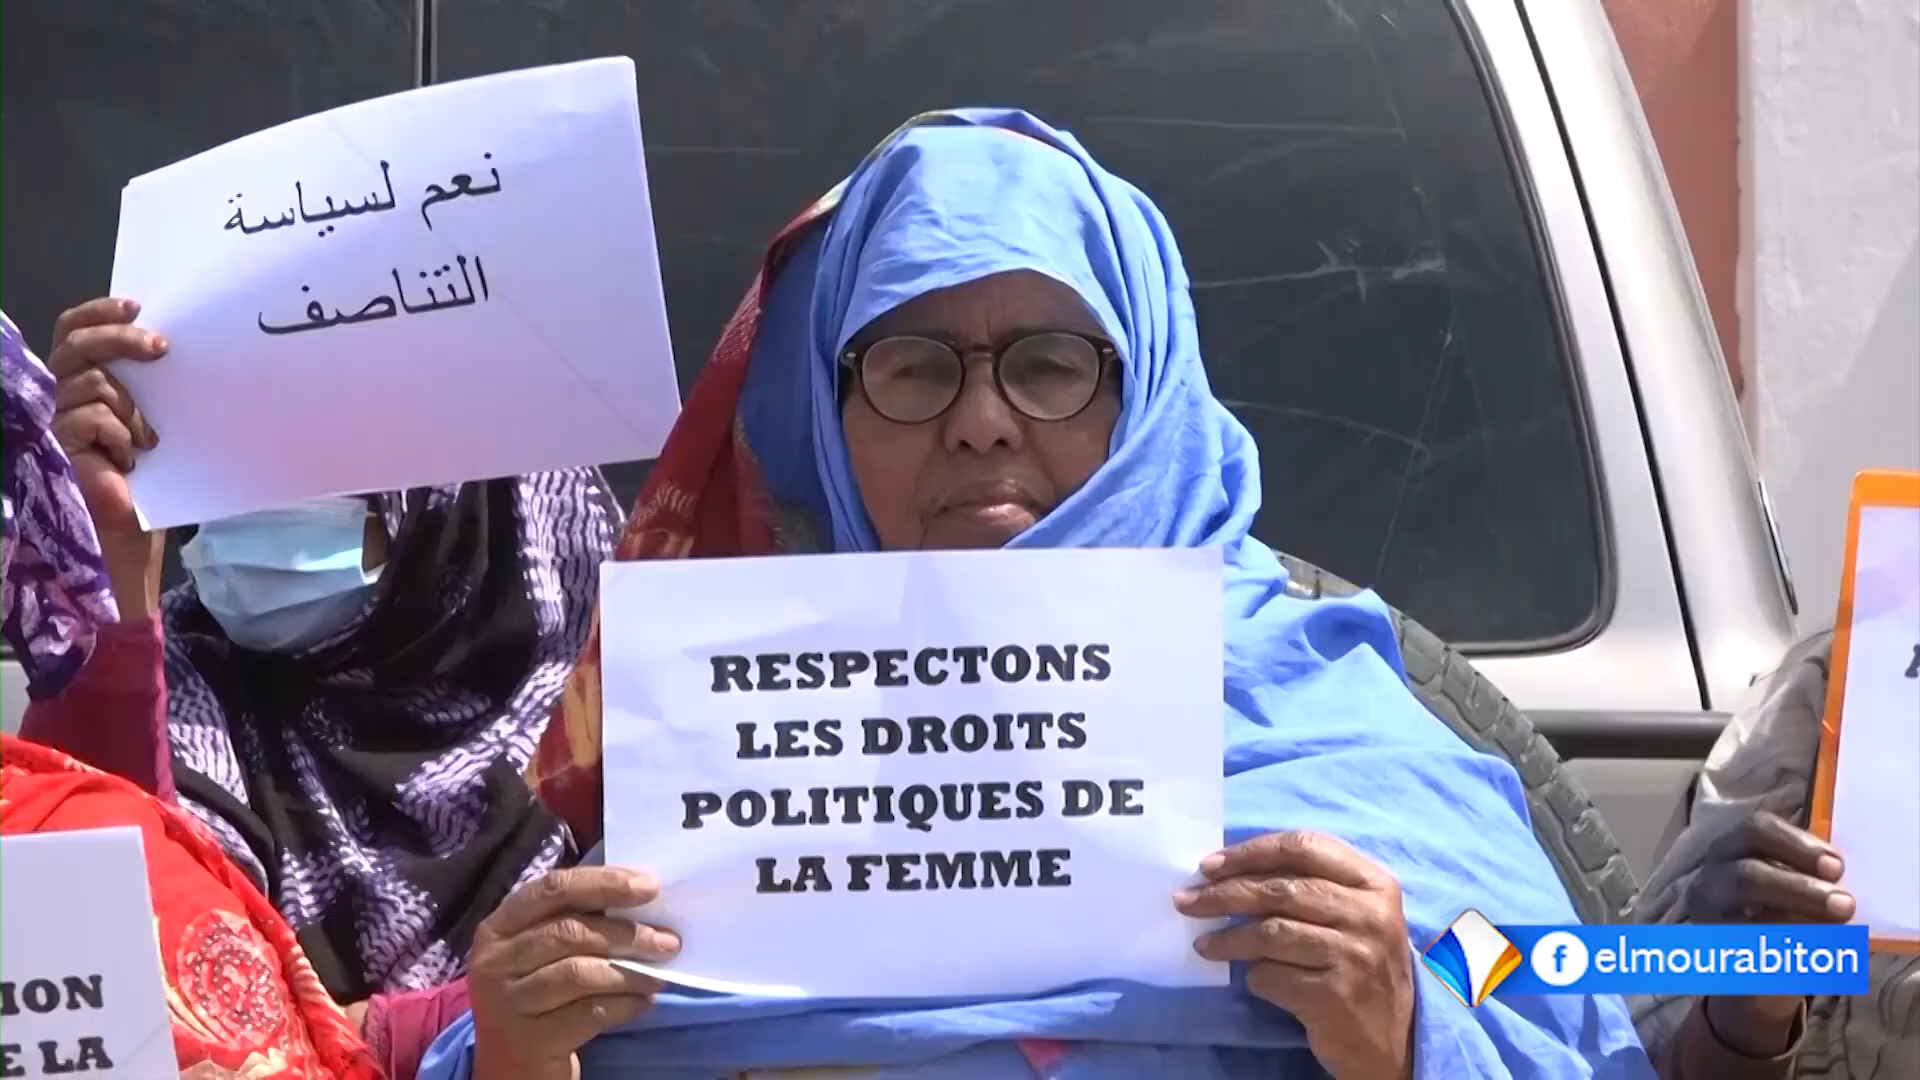 نعم لسياسة
التناصف
RESPECTONS
LES DROITS
POLITIQUES DE
LA FEMME
ION
E LA
elmourabiton